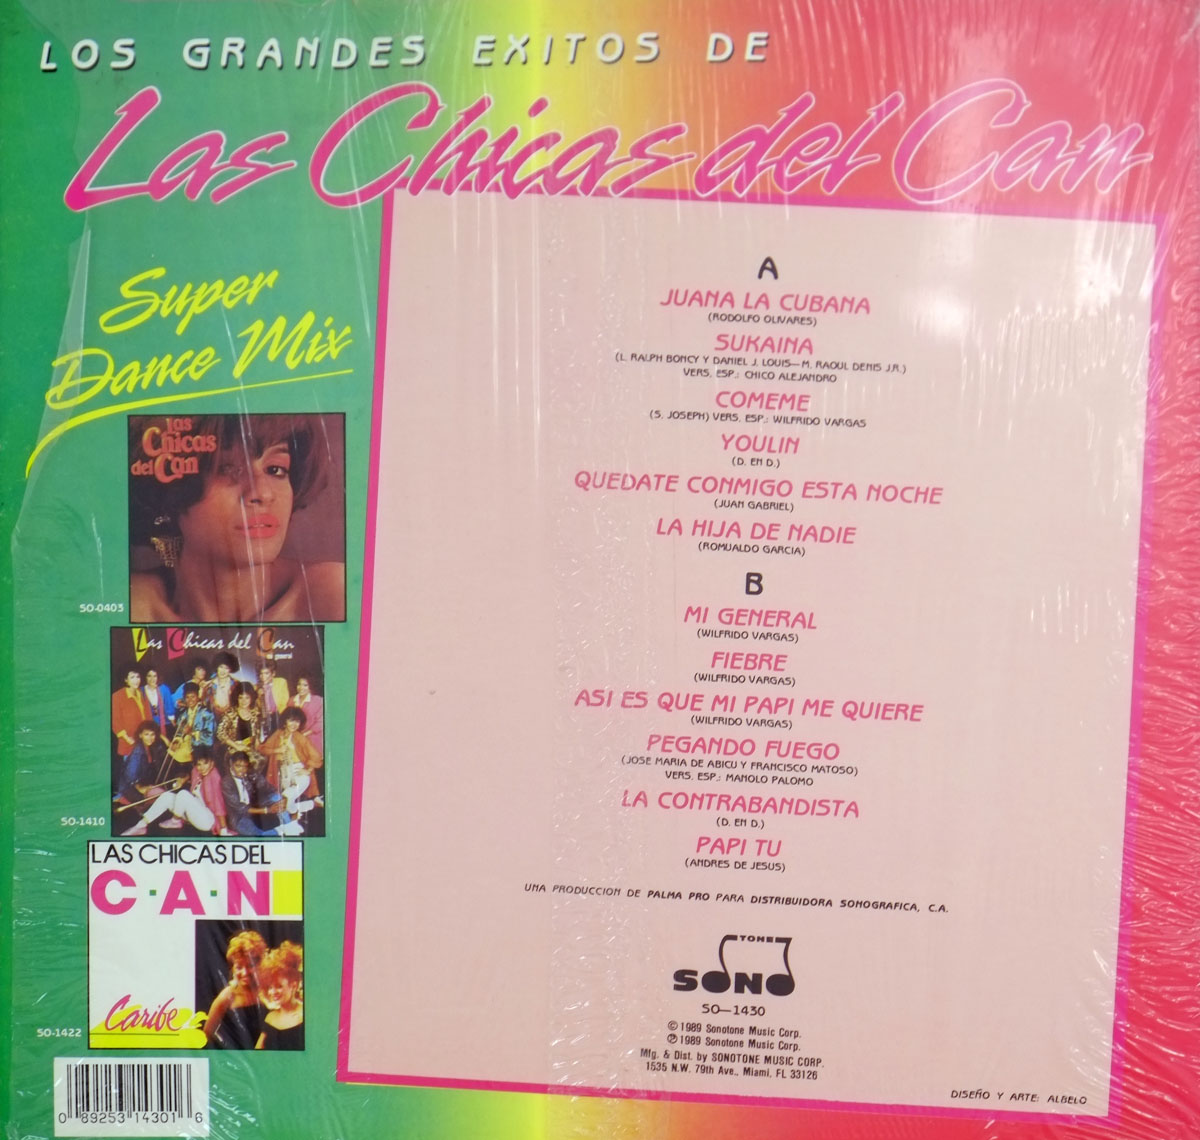 LOS GRANDES EXITOS DE
Las Chicas del Can
Super
Dance Mix
las
Chicas
del Can
SO-0403
Las Chicas del Can
mi general
SO-1410
LAS CHICAS DEL
C·A·N
Caribe
SO-1422
0 89253 14301 6
A
JUANA LA CUBANA
(RODOLFO OLIVARES)
SUKAINA
(L. RALPH BONCY Y DANIEL J. LOUIS—M. RAOUL DENIS J.R.)
VERS. ESP.: CHICO ALEJANDRO
COMEME
(S. JOSEPH) VERS. ESP.: WILFRIDO VARGAS
YOULIN
(D. EN D.)
QUEDATE CONMIGO ESTA NOCHE
(JUAN GABRIEL)
LA HIJA DE NADIE
(ROMUALDO GARCIA)
B
MI GENERAL
(WILFRIDO VARGAS)
FIEBRE
(WILFRIDO VARGAS)
ASI ES QUE MI PAPI ME QUIERE
(WILFRIDO VARGAS)
PEGANDO FUEGO
(JOSE MARIA DE ABICU Y FRANCISCO MATOSO)
VERS. ESP.: MANOLO PALOMO
LA CONTRABANDISTA
(D. EN D.)
PAPI TU
(ANDRES DE JESUS)
UNA PRODUCCION DE PALMA PRO PARA DISTRIBUIDORA SONOGRAFICA, C.A.
TONE
SONO
SO—1430
© 1989 Sonotone Music Corp.
℗ 1989 Sonotone Music Corp.
Mfg. & Dist. by SONOTONE MUSIC CORP.
1535 N.W. 79th Ave., Miami, FL 33126
DISEÑO Y ARTE: ALBELO